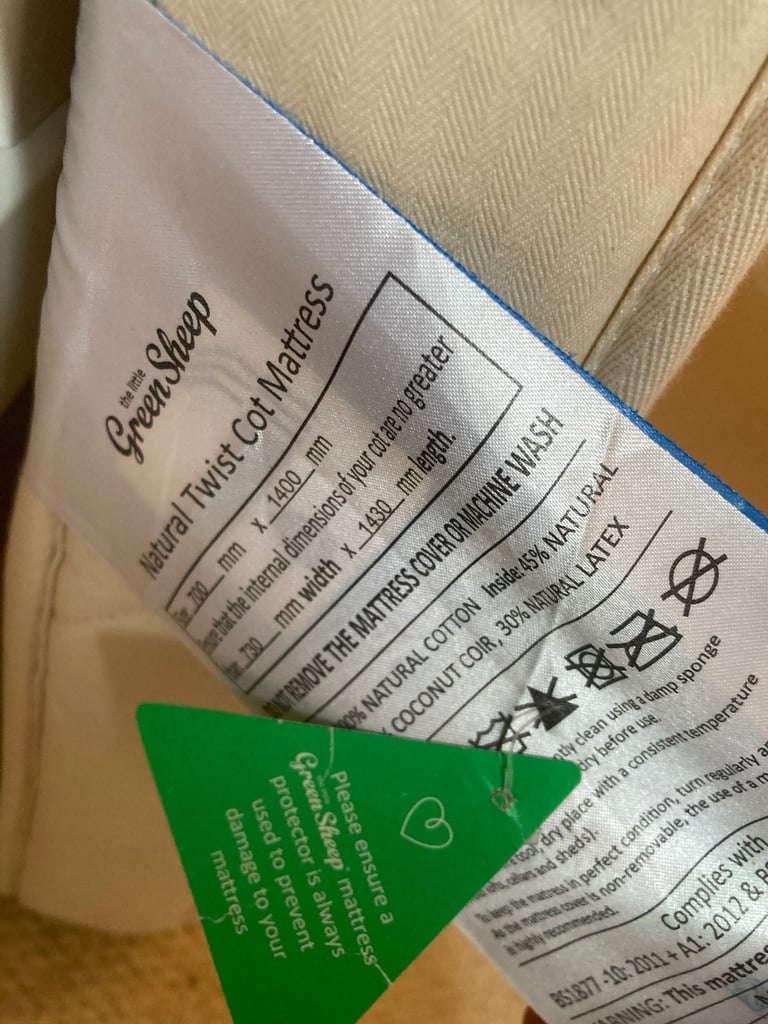 the little
Green Sheep
Natural Twist Cot Mattress
700 mm x 1400 mm
that the internal dimensions of your cot are no greater
730 mm width x 1430 mm length.
REMOVE THE MATTRESS COVER OR MACHINE WASH
NATURAL COTTON Inside: 45% NATURAL
COCONUT COIR, 30% NATURAL LATEX
clean using a damp sponge
dry before use.
dry place with a consistent temperature
and sheds).
To keep the mattress in perfect condition, turn regularly
As the mattress cover is non-removable, the use of a
is highly recommended.
Complies with
BS1877 -10: 2011 + A1: 2012 &
WARNING: This mattress
Please ensure a
Green Sheep mattress
protector is always
used to prevent
damage to your
mattress